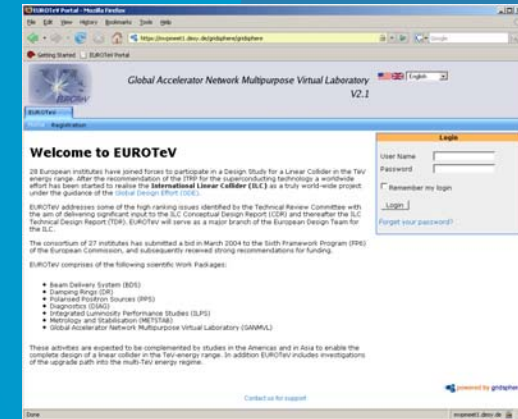 EUROTeV Portal - Mozilla Firefox
File Edit View History Bookmarks Tools Help
https://mvpmeet1.desy.de/gridsphere/gridsphere
Google
Getting Started EUROTeV Portal
Global Accelerator Network Multipurpose Virtual Laboratory
V2.1
English
EUROTeV
EUROTeV
Home Registration
Welcome to EUROTeV
28 European institutes have joined forces to participate in a Design Study for a Linear Collider in the TeV
energy range. After the recommendation of the ITRP for the superconducting technology a worldwide
effort has been started to realise the International Linear Collider (ILC) as a truly world-wide project
under the guidance of the Global Design Effort (GDE).
EUROTeV addresses some of the high ranking issues identified by the Technical Review Committee with
the aim of delivering significant input to the ILC Conceptual Design Report (CDR) and thereafter the ILC
Technical Design Report (TDR). EUROTeV will serve as a major branch of the European Design Team for
the ILC.
The consortium of 27 institutes has submitted a bid in March 2004 to the Sixth Framework Program (FP6)
of the European Commission, and subsequently received strong recommendations for funding.
EUROTeV comprises of the following scientific Work Packages:
Beam Delivery System (BDS)
Damping Rings (DR)
Polarised Positron Sources (PPS)
Diagnostics (DIAG)
Integrated Luminosity Performance Studies (ILPS)
Metrology and Stabilisation (METSTAB)
Global Accelerator Network Multipurpose Virtual Laboratory (GANMVL)
These activities are expected to be complemented by studies in the Americas and in Asia to enable the
complete design of a linear collider in the TeV-energy range. In addition EUROTeV includes investigations
of the upgrade path into the multi-TeV energy regime.
Login
User Name
Password
Remember my login
Login
Forget your password?
powered by gridsphere
Contact us for support
Done
mvpmeet1.desy.de